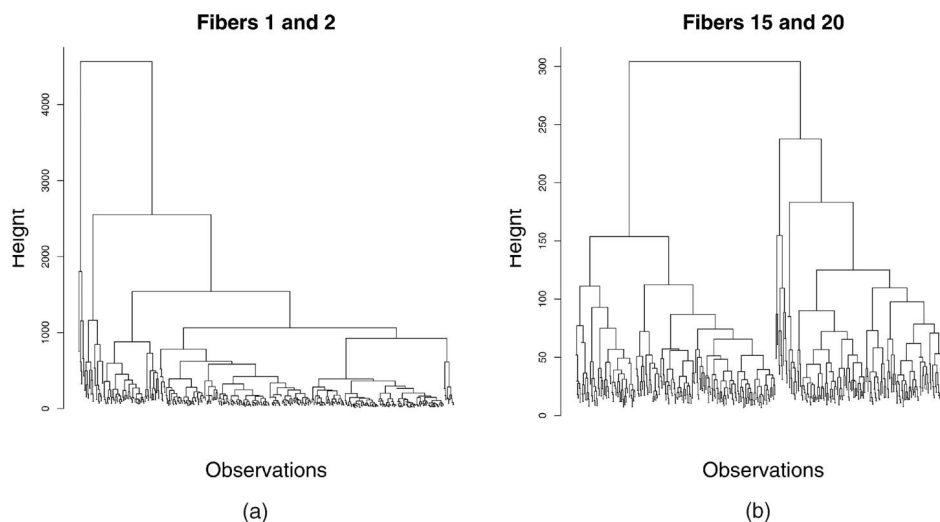 Fibers 1 and 2
4000
3000
2000
1000
0
Height
Observations
(a)
Fibers 15 and 20
300
250
200
150
100
50
0
Height
Observations
(b)